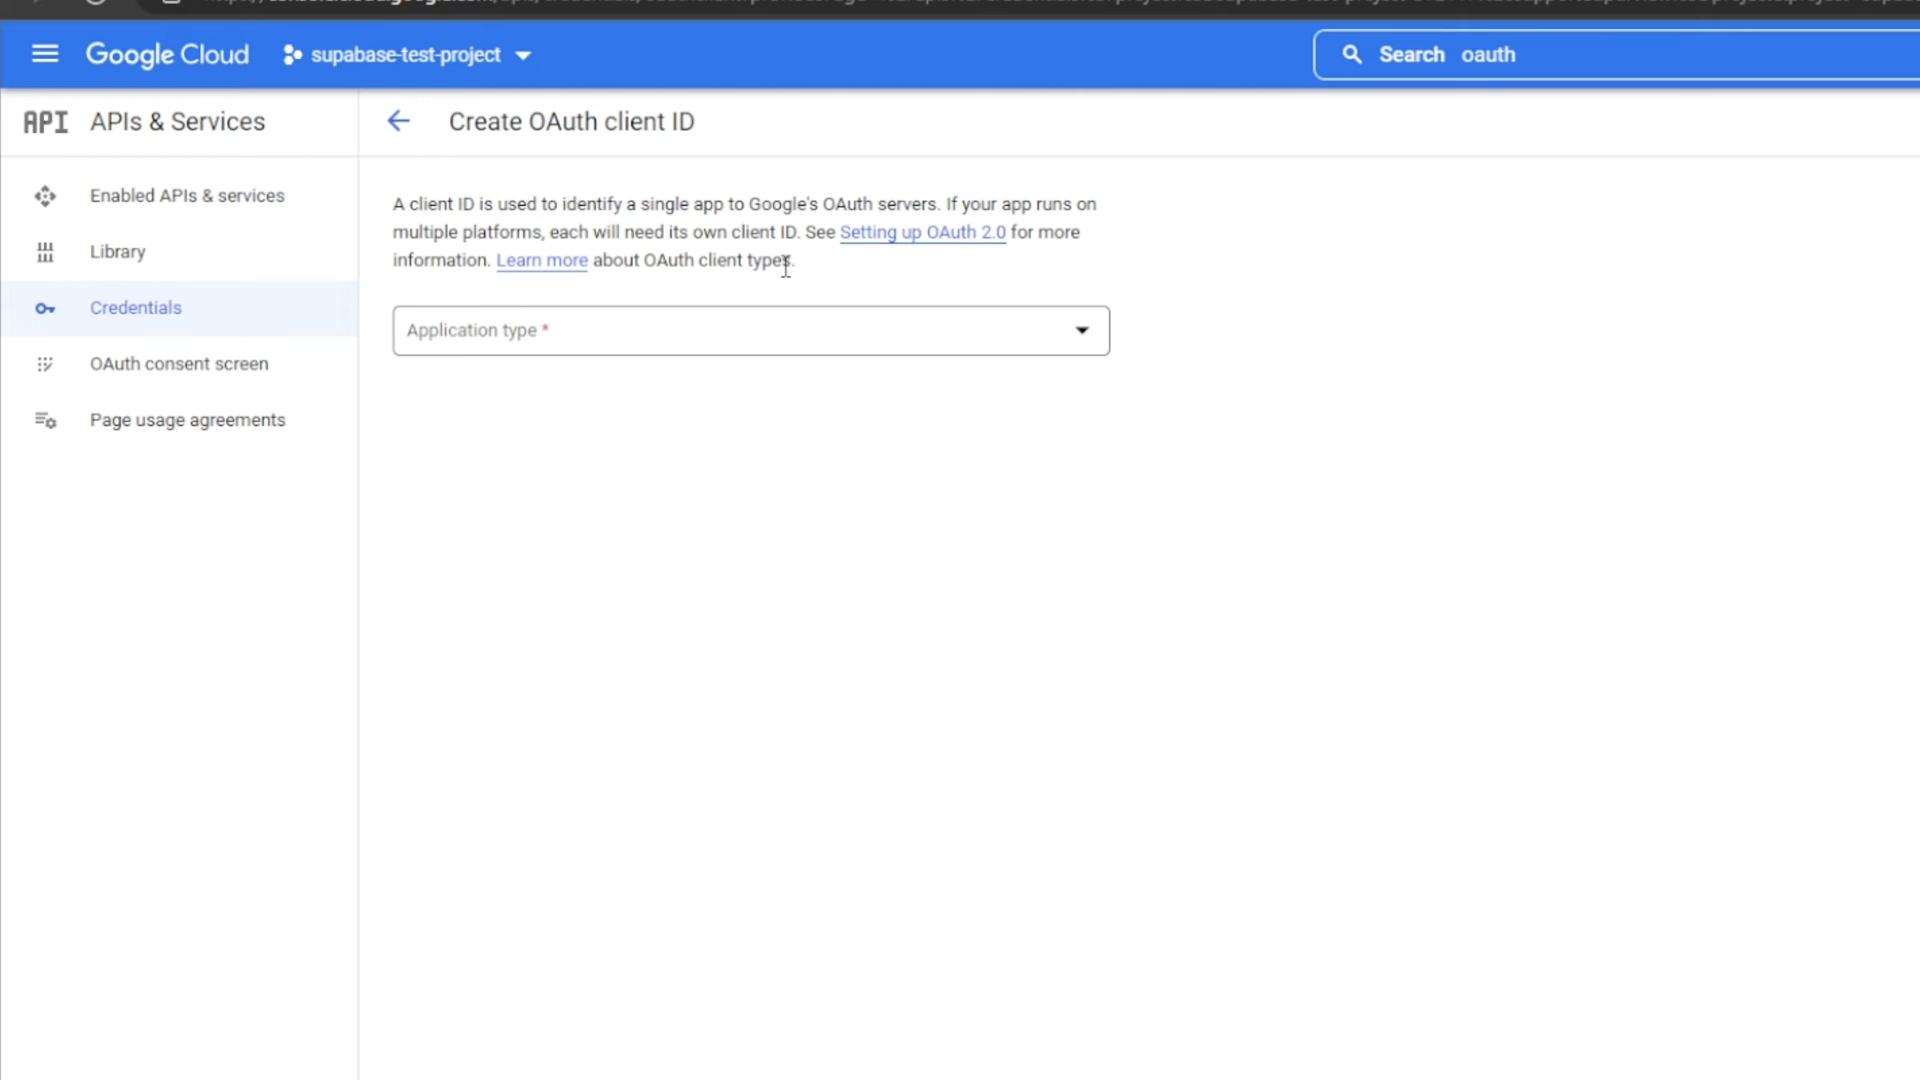 Google Cloud
supabase-test-project
Search oauth
API APIs & Services
Create OAuth client ID
Enabled APIs & services
Library
Credentials
OAuth consent screen
Page usage agreements
A client ID is used to identify a single app to Google's OAuth servers. If your app runs on
multiple platforms, each will need its own client ID. See Setting up OAuth 2.0 for more
information. Learn more about OAuth client types.
Application type *